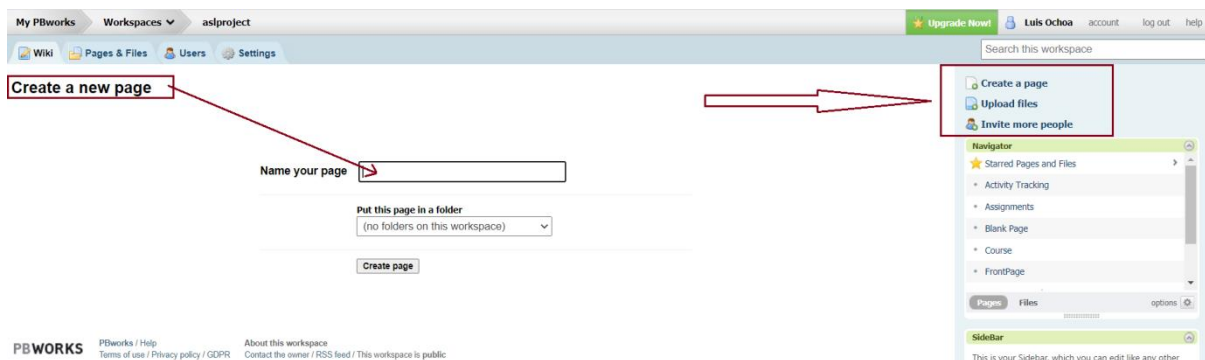 My PBworks Workspaces aslproject Upgrade Now! Luis Ochoa account log out help
Wiki Pages & Files Users Settings Search this workspace
Create a new page
Create a page
Upload files
Invite more people
Name your page
Put this page in a folder
(no folders on this workspace)
Create page
Navigator
Starred Pages and Files
Activity Tracking
Assignments
Blank Page
Course
FrontPage
Pages Files options
SideBar
This is your Sidebar, which you can edit like any other
PBWORKS
PBworks / Help
Terms of use / Privacy policy / GDPR
About this workspace
Contact the owner / RSS feed / This workspace is public